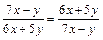 (7x − y)/(6x + 5y) = (6x + 5y)/(7x − y)